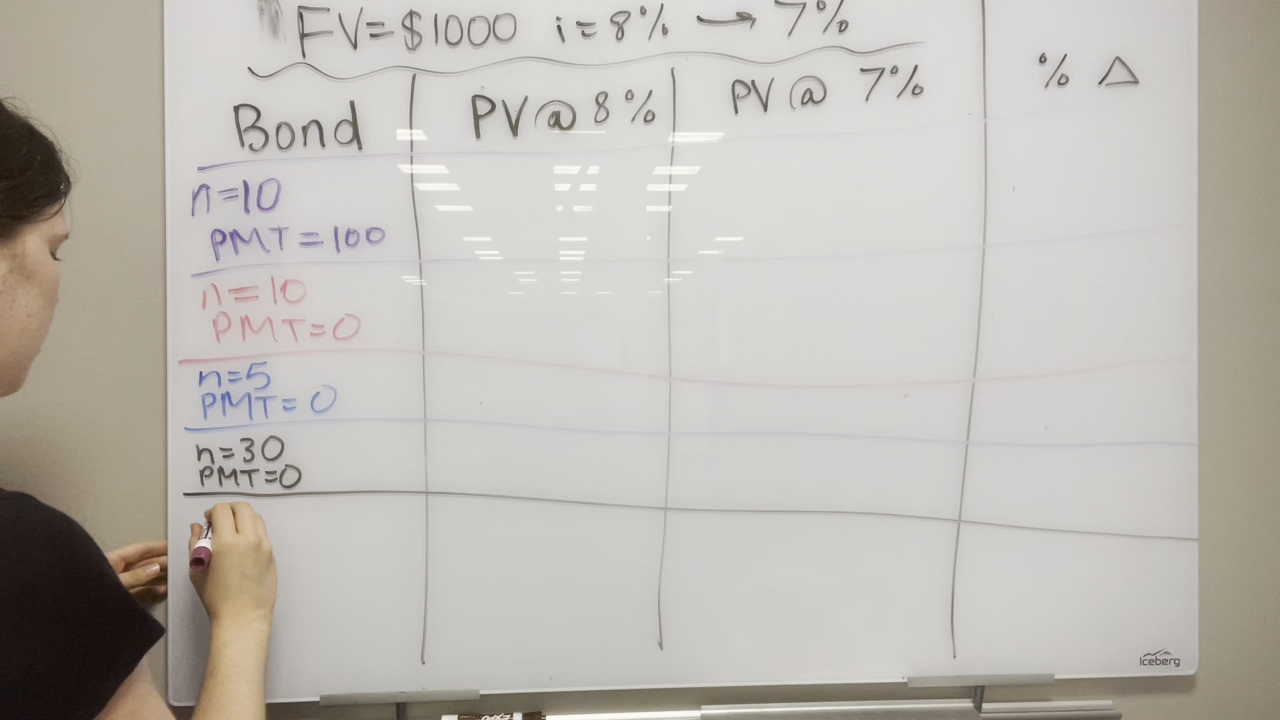 FV=$1000 i=8% → 7%
Bond PV@8% PV@ 7% % Δ
n=10
PMT=100
n=10
PMT=0
n=5
PMT=0
n=30
PMT=0
Iceberg